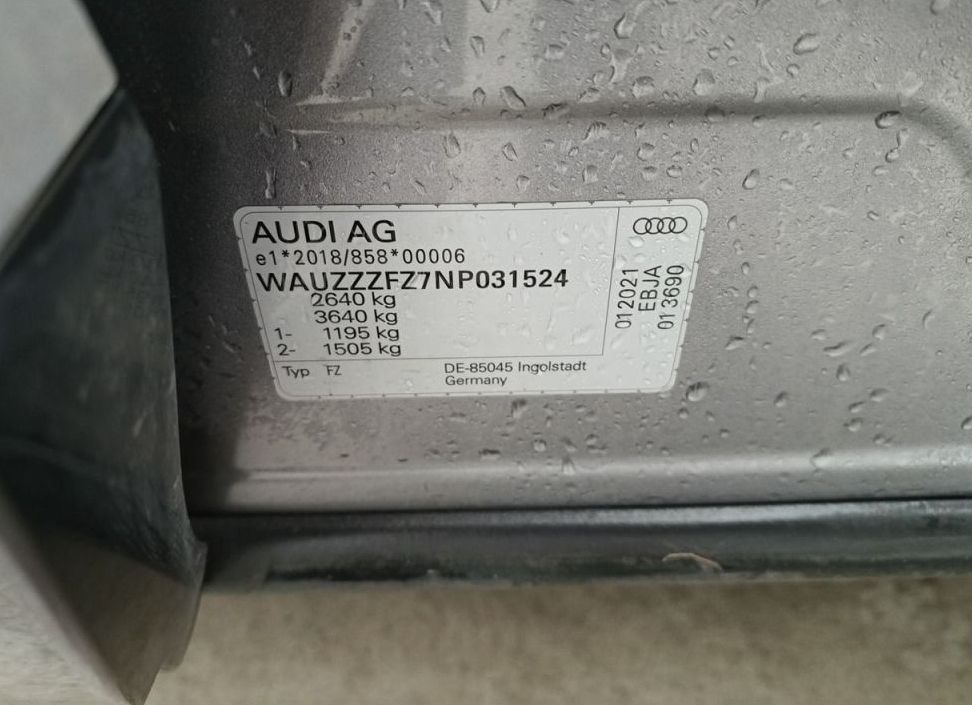 AUDI AG
e1*2018/858*00006
WAUZZZFZ7NP031524
2640 kg
3640 kg
1- 1195 kg
2- 1505 kg
Typ FZ
DE-85045 Ingolstadt
Germany
012021
EBJA
013690